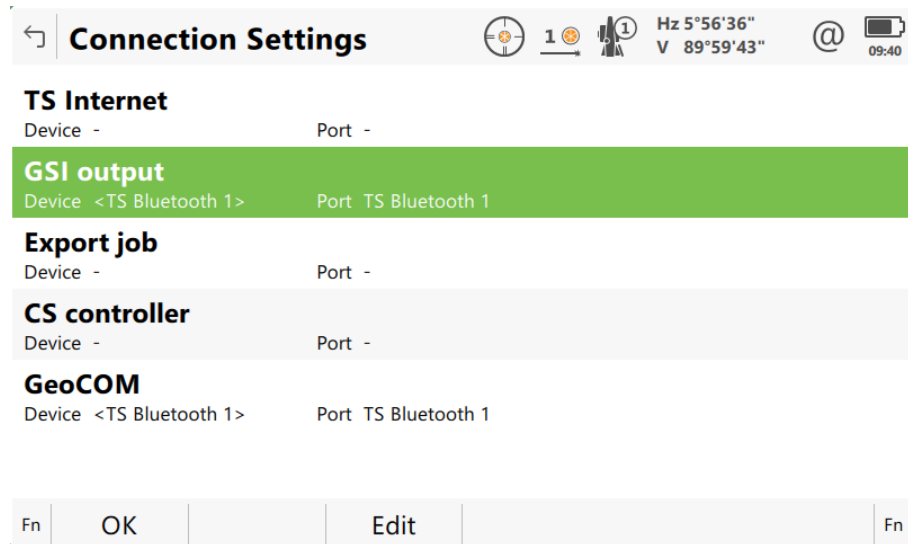 Connection Settings
1
1
Hz 5°56'36"
V 89°59'43"
@
09:40
TS Internet
Device -
Port -
GSI output
Device <TS Bluetooth 1>
Port TS Bluetooth 1
Export job
Device -
Port -
CS controller
Device -
Port -
GeoCOM
Device <TS Bluetooth 1>
Port TS Bluetooth 1
Fn
OK
Edit
Fn